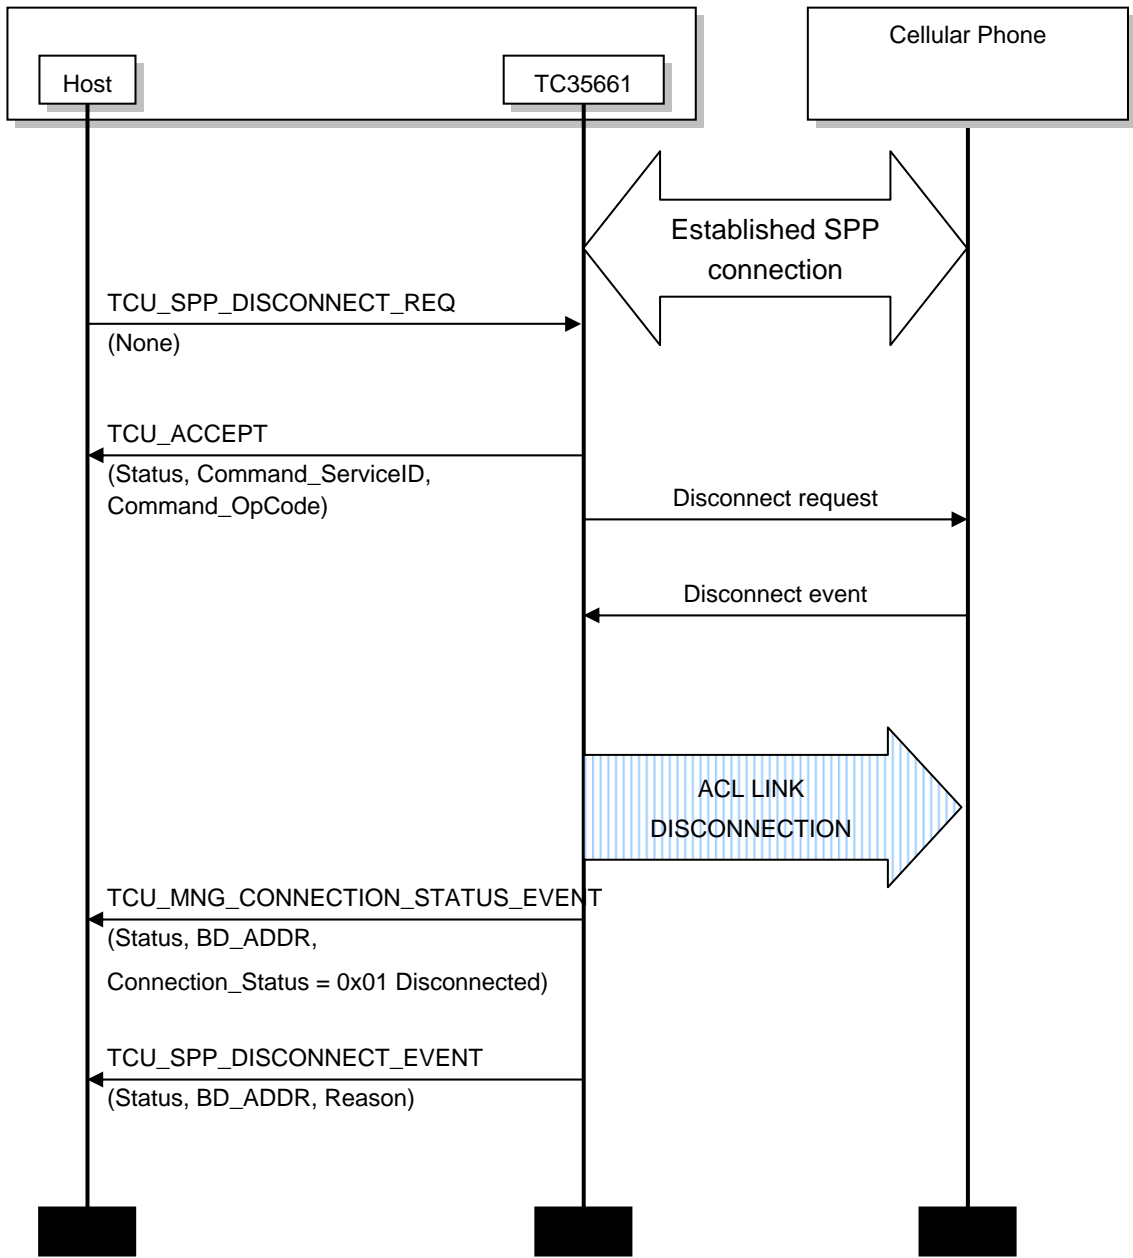 Cellular Phone
Host
TC35661
Established SPP
connection
TCU_SPP_DISCONNECT_REQ
(None)
TCU_ACCEPT
(Status, Command_ServiceID,
Command_OpCode)
Disconnect request
Disconnect event
ACL LINK
DISCONNECTION
TCU_MNG_CONNECTION_STATUS_EVENT
(Status, BD_ADDR,
Connection_Status = 0x01 Disconnected)
TCU_SPP_DISCONNECT_EVENT
(Status, BD_ADDR, Reason)